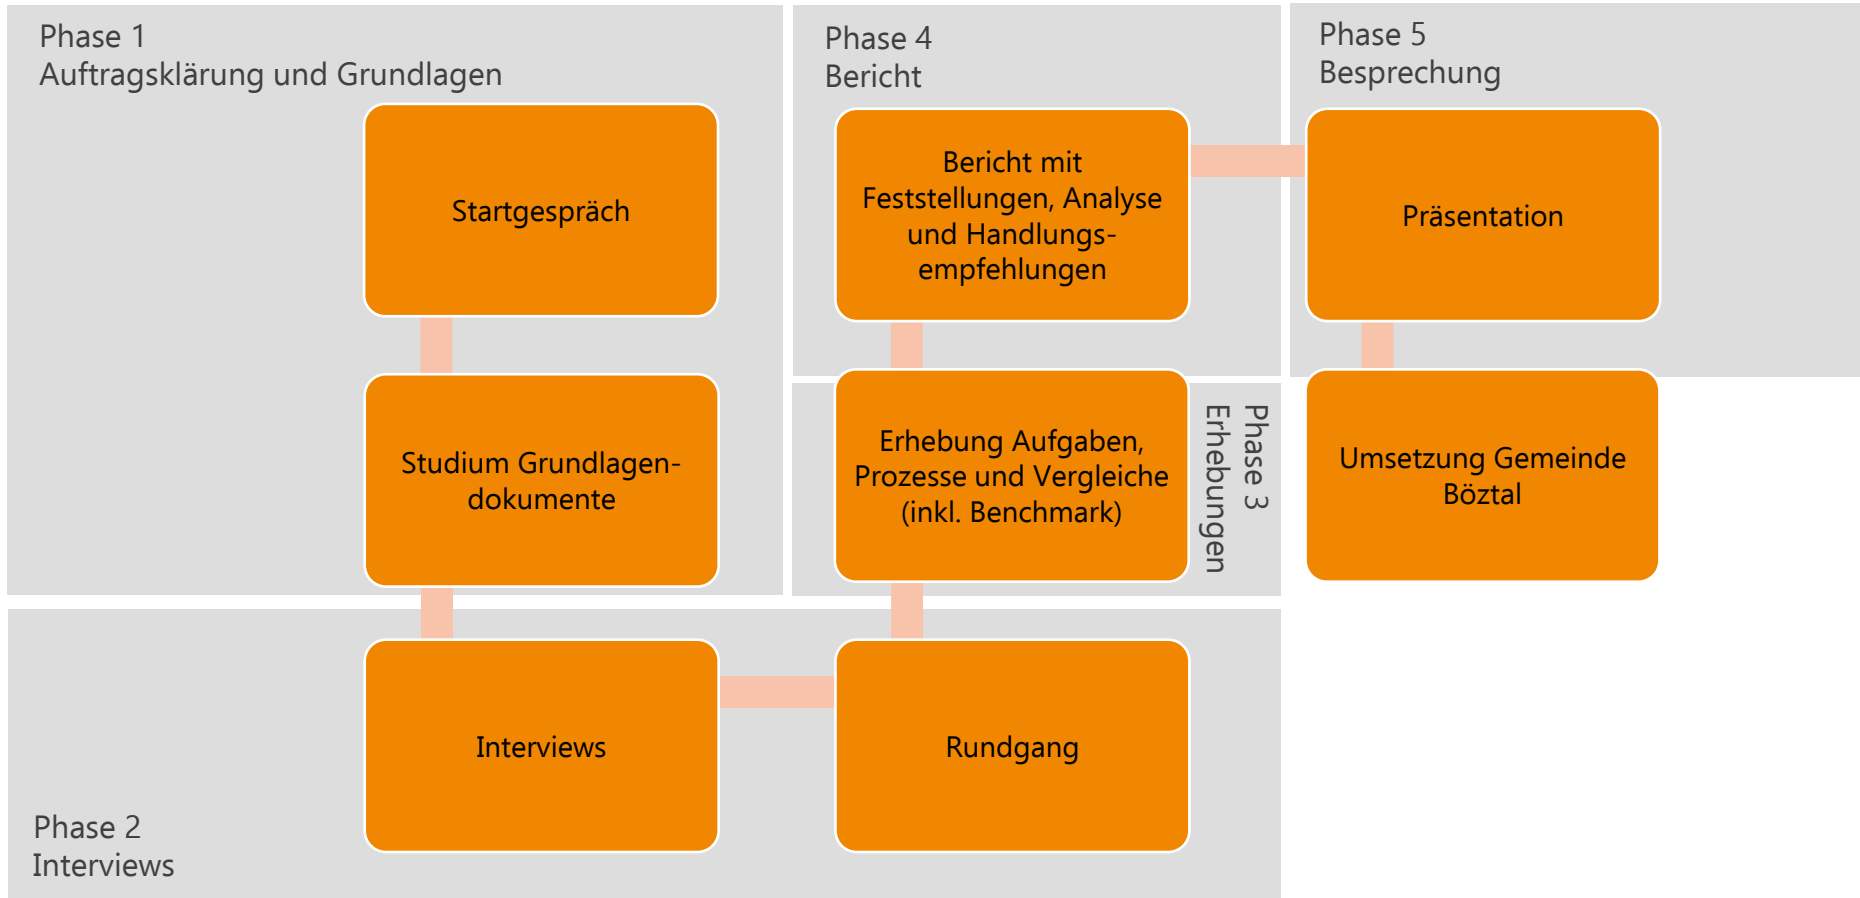 Phase 1
Auftragsklärung und Grundlagen
Startgespräch
Studium Grundlagen-
dokumente
Phase 2
Interviews
Interviews
Rundgang
Phase 3
Erhebungen
Erhebung Aufgaben,
Prozesse und Vergleiche
(inkl. Benchmark)
Phase 4
Bericht
Bericht mit
Feststellungen, Analyse
und Handlungs-
empfehlungen
Phase 5
Besprechung
Präsentation
Umsetzung Gemeinde
Böztal